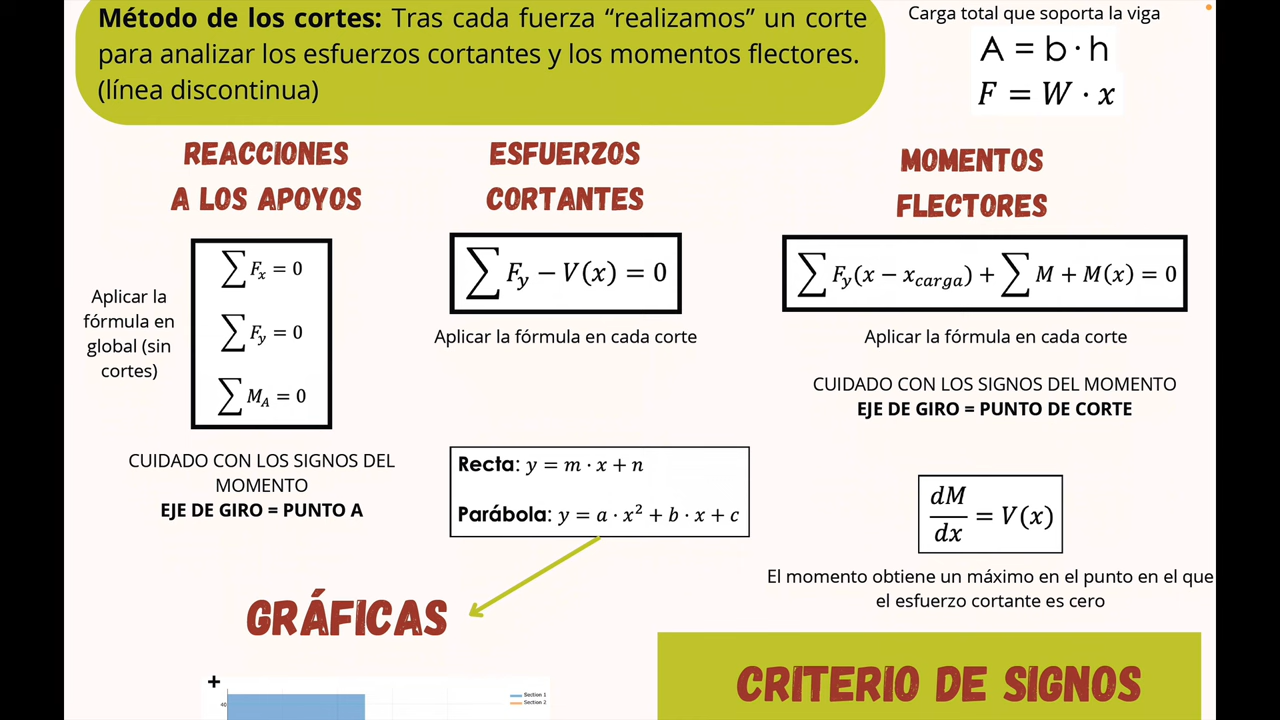 Método de los cortes: Tras cada fuerza “realizamos” un corte
para analizar los esfuerzos cortantes y los momentos flectores.
(línea discontinua)
Carga total que soporta la viga
A = b · h
F = W · x
REACCIONES
A LOS APOYOS
Aplicar la
fórmula en
global (sin
cortes)
∑ Fx = 0
∑ Fy = 0
∑ MA = 0
CUIDADO CON LOS SIGNOS DEL
MOMENTO
EJE DE GIRO = PUNTO A
ESFUERZOS
CORTANTES
∑ Fy − V(x) = 0
Aplicar la fórmula en cada corte
Recta: y = m · x + n
Parábola: y = a · x² + b · x + c
MOMENTOS
FLECTORES
∑ Fy(x − xcarga) + ∑ M + M(x) = 0
Aplicar la fórmula en cada corte
CUIDADO CON LOS SIGNOS DEL MOMENTO
EJE DE GIRO = PUNTO DE CORTE
dM/dx = V(x)
El momento obtiene un máximo en el punto en el que
el esfuerzo cortante es cero
GRÁFICAS
+
40
Section 1
Section 2
CRITERIO DE SIGNOS